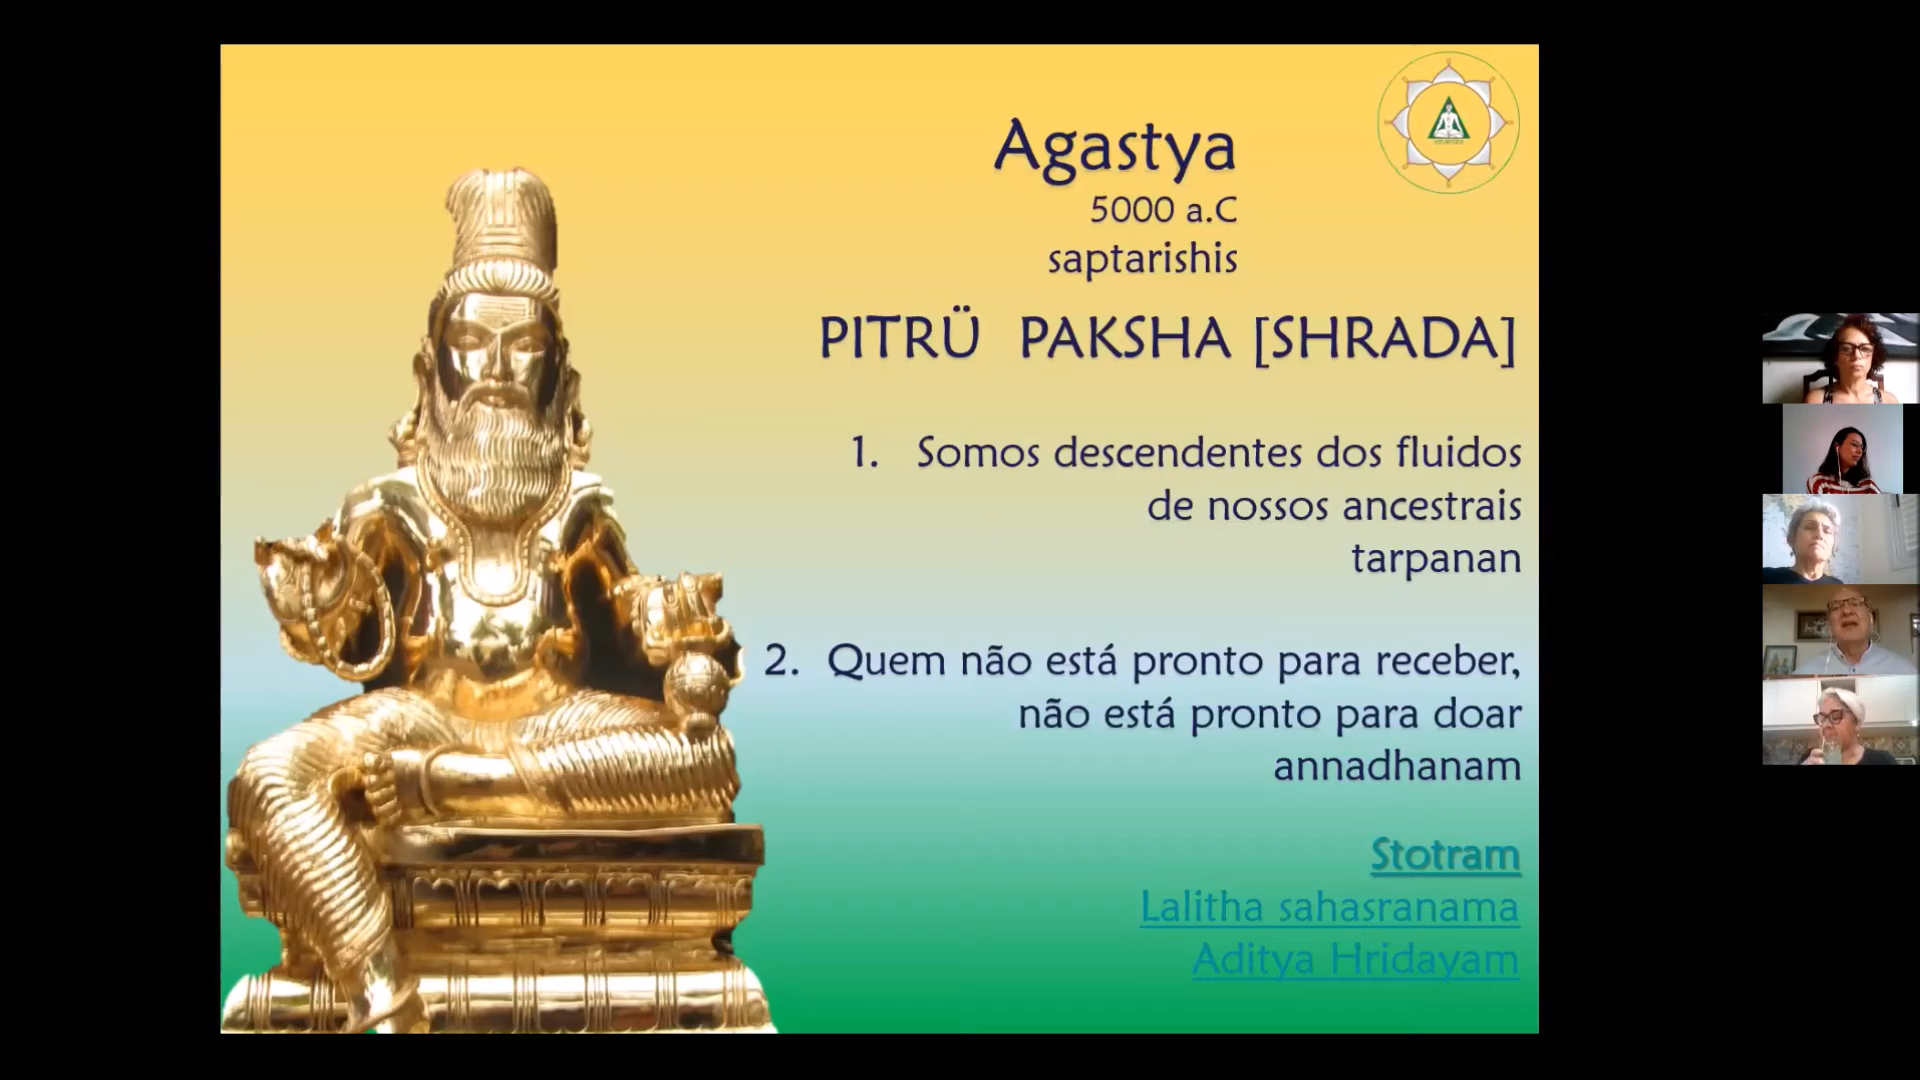 Agastya
5000 a.C
saptarishis
PITRÜ PAKSHA [SHRADA]
1. Somos descendentes dos fluidos
de nossos ancestrais
tarpanan
2. Quem não está pronto para receber,
não está pronto para doar
annadhanam
Stotram
Lalitha sahasranama
Aditya Hridayam